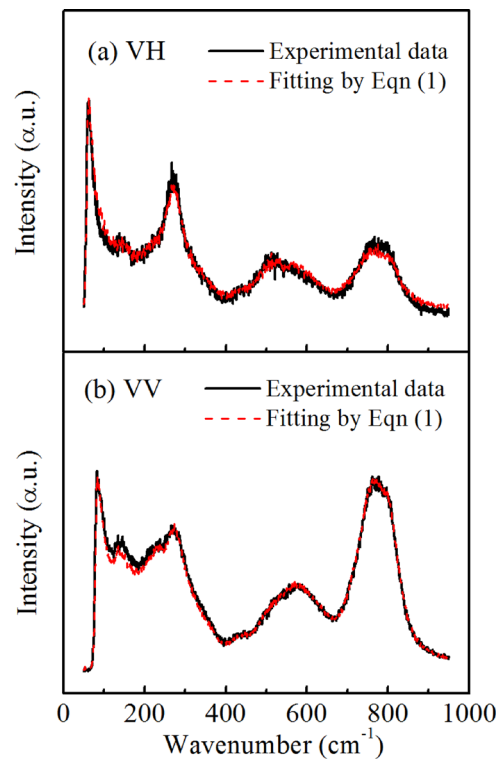 (a) VH
Experimental data
Fitting by Eqn (1)
Intensity (α.u.)
(b) VV
Experimental data
Fitting by Eqn (1)
Intensity (α.u.)
0 200 400 600 800 1000
Wavenumber (cm⁻¹)